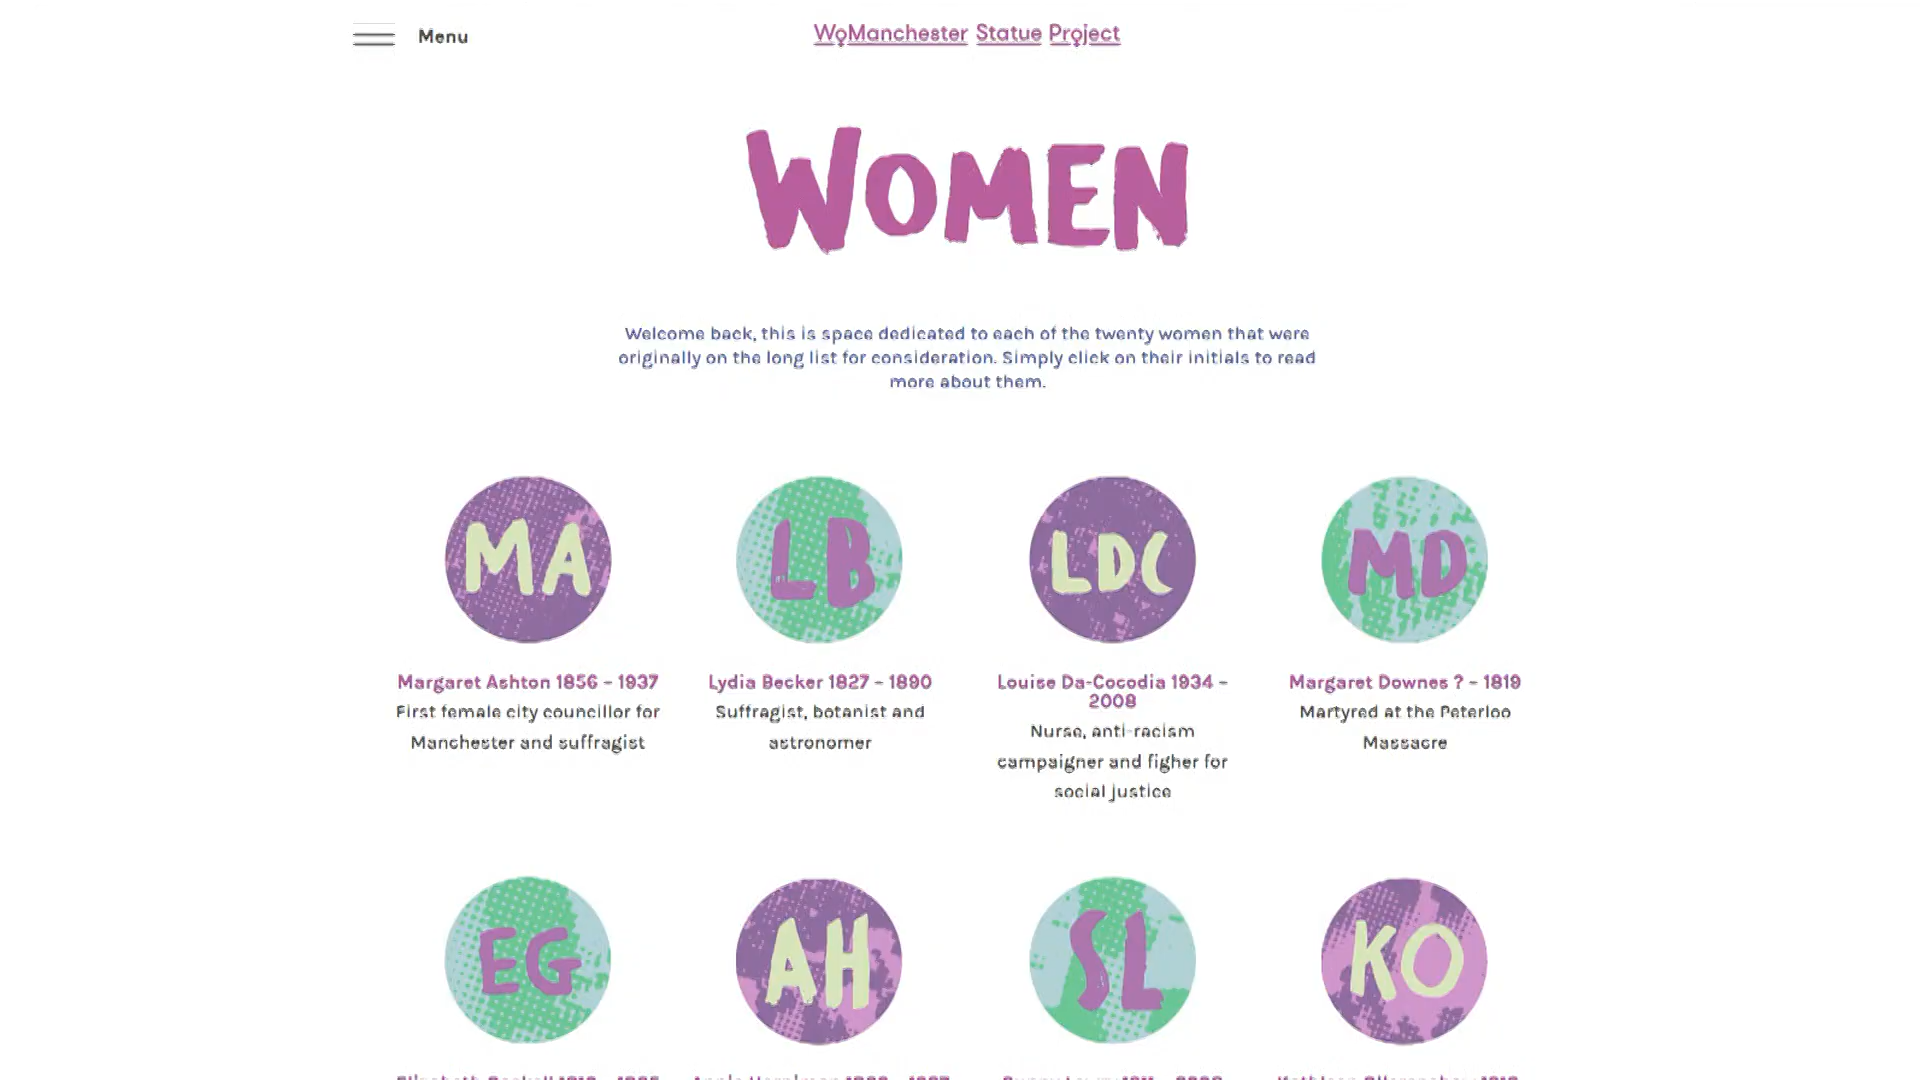 Menu
WoManchester Statue Project
WOMEN
Welcome back, this is space dedicated to each of the twenty women that were
originally on the long list for consideration. Simply click on their initials to read
more about them.
MA
LB
LDC
MD
Margaret Ashton 1856 – 1937
First female city councillor for
Manchester and suffragist
Lydia Becker 1827 – 1890
Suffragist, botanist and
astronomer
Louise Da-Cocodia 1934 –
2008
Nurse, anti-racism
campaigner and figher for
social justice
Margaret Downes ? – 1819
Martyred at the Peterloo
Massacre
EG
AH
SL
KO